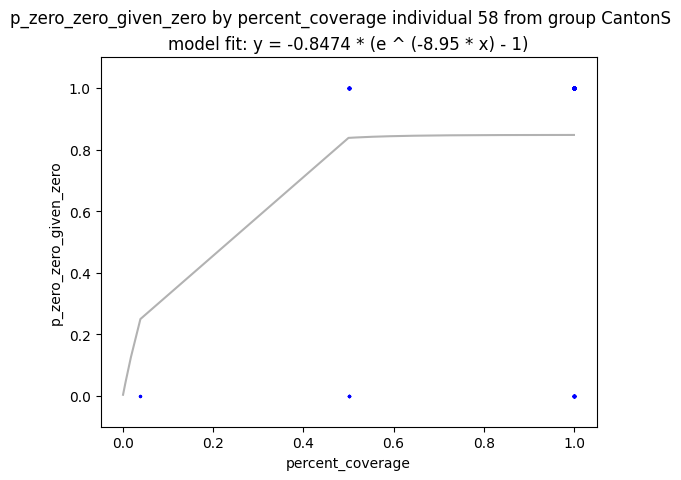 p_zero_zero_given_zero by percent_coverage individual 58 from group CantonS
model fit: y = -0.8474 * (e ^ (-8.95 * x) - 1)
1.0
0.8
0.6
0.4
0.2
0.0
p_zero_zero_given_zero
0.0 0.2 0.4 0.6 0.8 1.0
percent_coverage